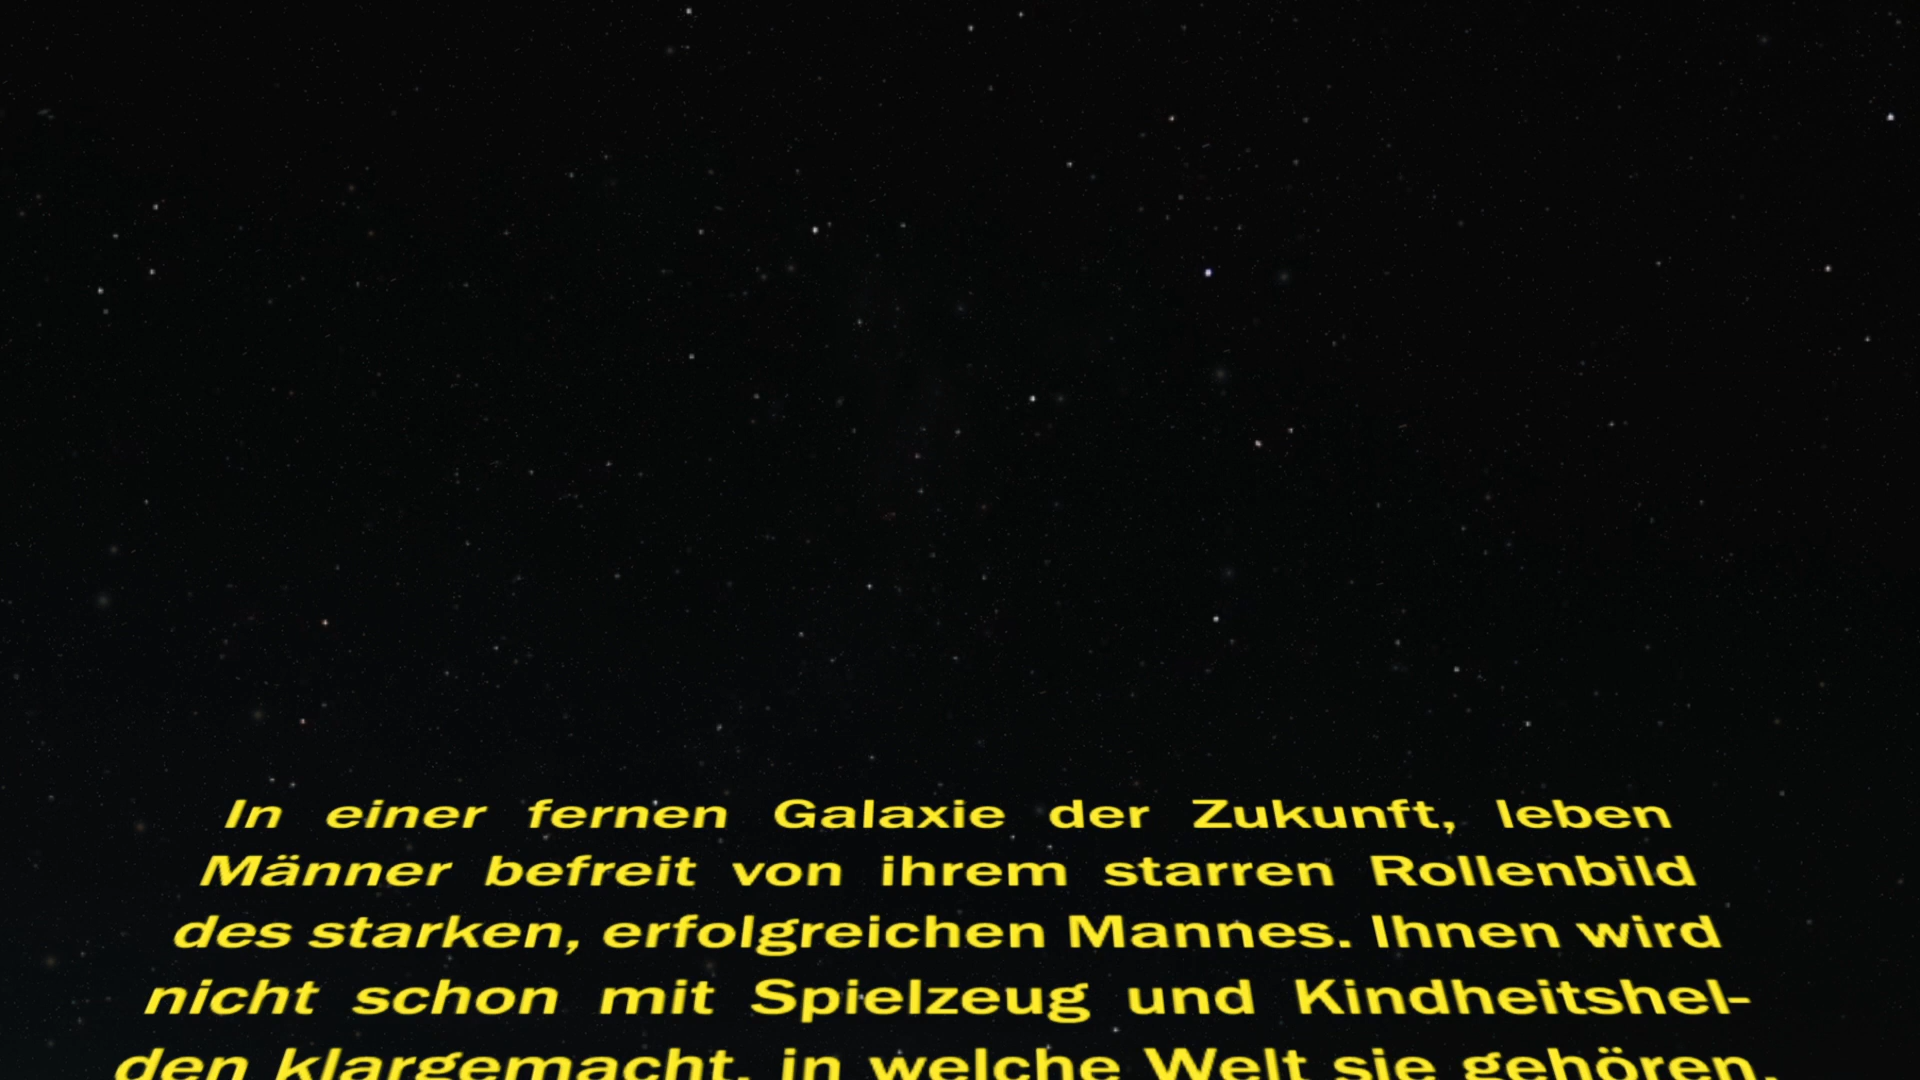 In einer fernen Galaxie der Zukunft, leben
Männer befreit von ihrem starren Rollenbild
des starken, erfolgreichen Mannes. Ihnen wird
nicht schon mit Spielzeug und Kindheitshel-
den klargemacht, in welche Welt sie gehören,